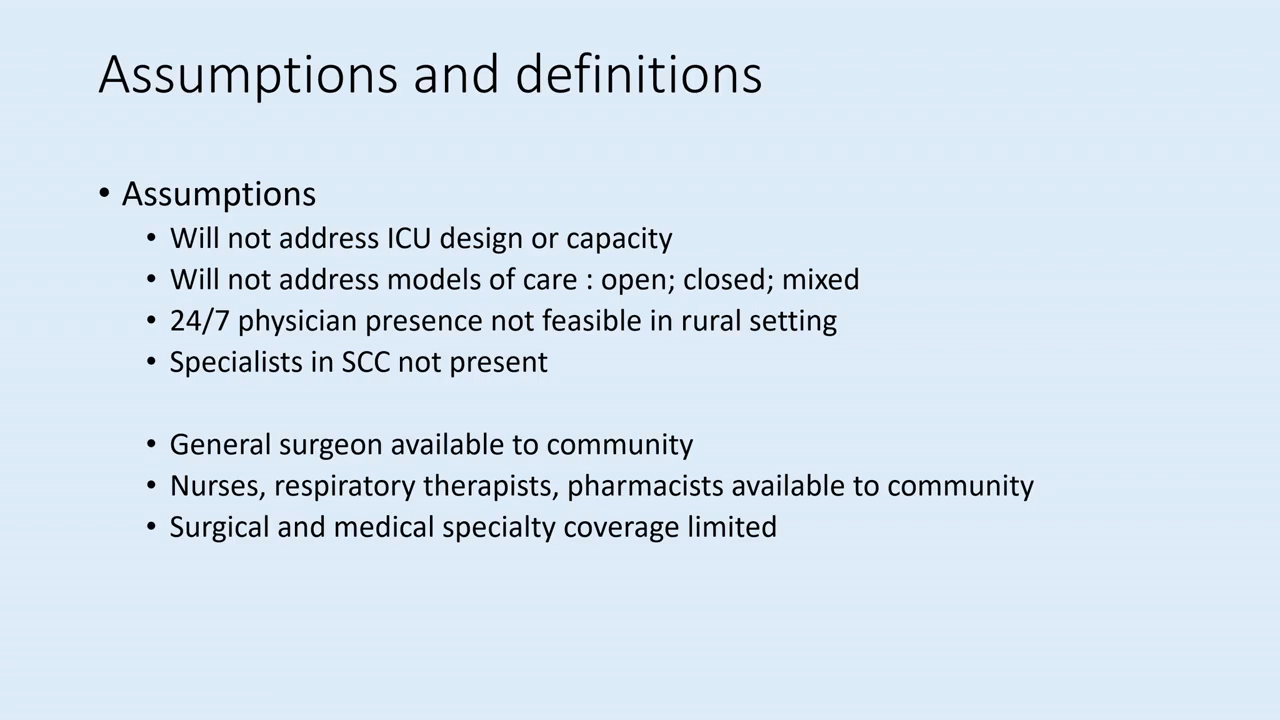 Assumptions and definitions
• Assumptions
• Will not address ICU design or capacity
• Will not address models of care : open; closed; mixed
• 24/7 physician presence not feasible in rural setting
• Specialists in SCC not present
• General surgeon available to community
• Nurses, respiratory therapists, pharmacists available to community
• Surgical and medical specialty coverage limited